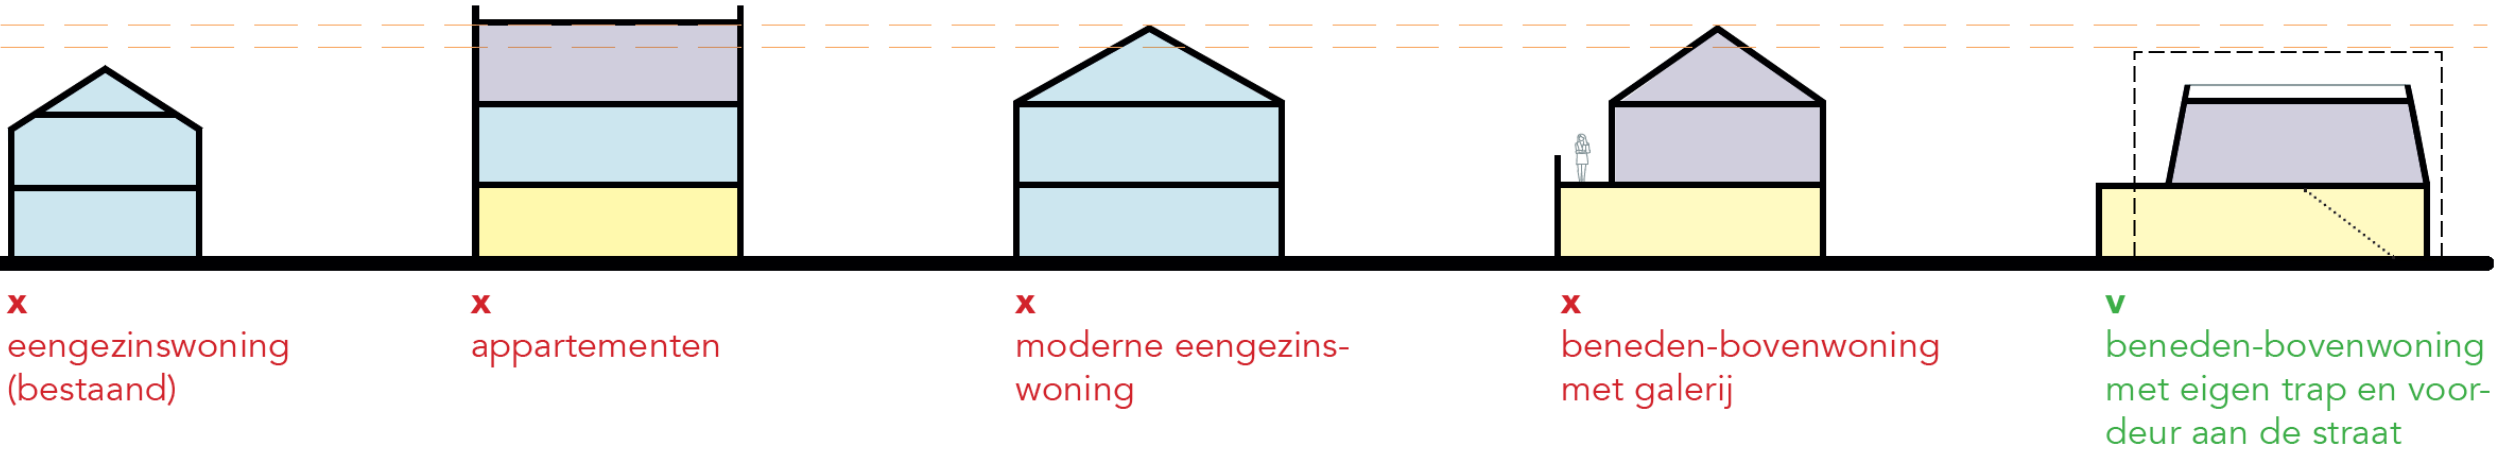 x
eengezinswoning
(bestaand)
x
appartementen
x
moderne eengezins-
woning
x
beneden-bovenwoning
met galerij
v
beneden-bovenwoning
met eigen trap en voor-
deur aan de straat